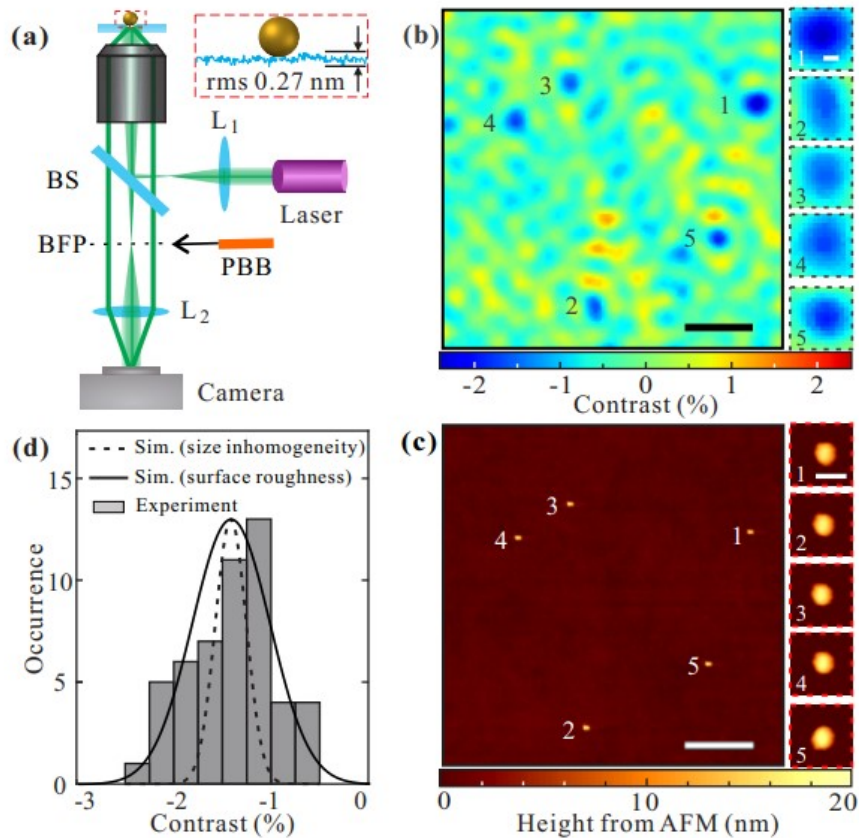 (a)
rms 0.27 nm
L1
BS
Laser
BFP
PBB
L2
Camera
(b)
1
2
3
4
5
1
2
3
4
5
-2 -1 0 1 2
Contrast (%)
(d)
Sim. (size inhomogeneity)
Sim. (surface roughness)
Experiment
15
10
5
0
Occurrence
-3 -2 -1 0
Contrast (%)
(c)
1
2
3
4
5
1
2
3
4
5
0 10 20
Height from AFM (nm)